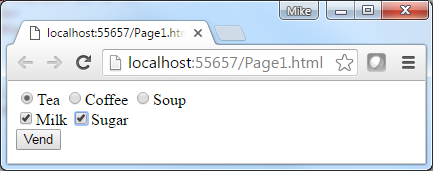 Mike
localhost:55657/Page1.htm
localhost:55657/Page1.html
Tea Coffee Soup
Milk Sugar
Vend